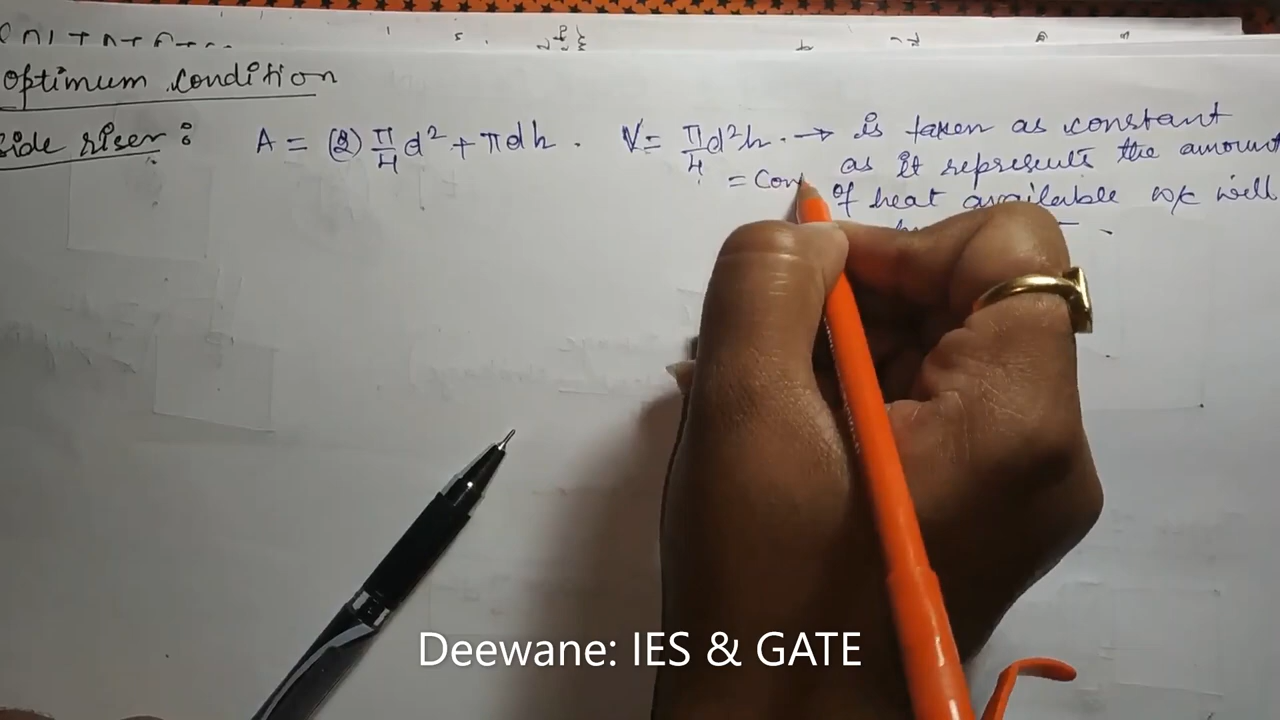 optimum condition
side riser : A = (2) π/4 d² + πdh . V = π/4 d²h . → is taken as constant
= Con as it represents the amount
of heat available w/c will
Deewane: IES & GATE